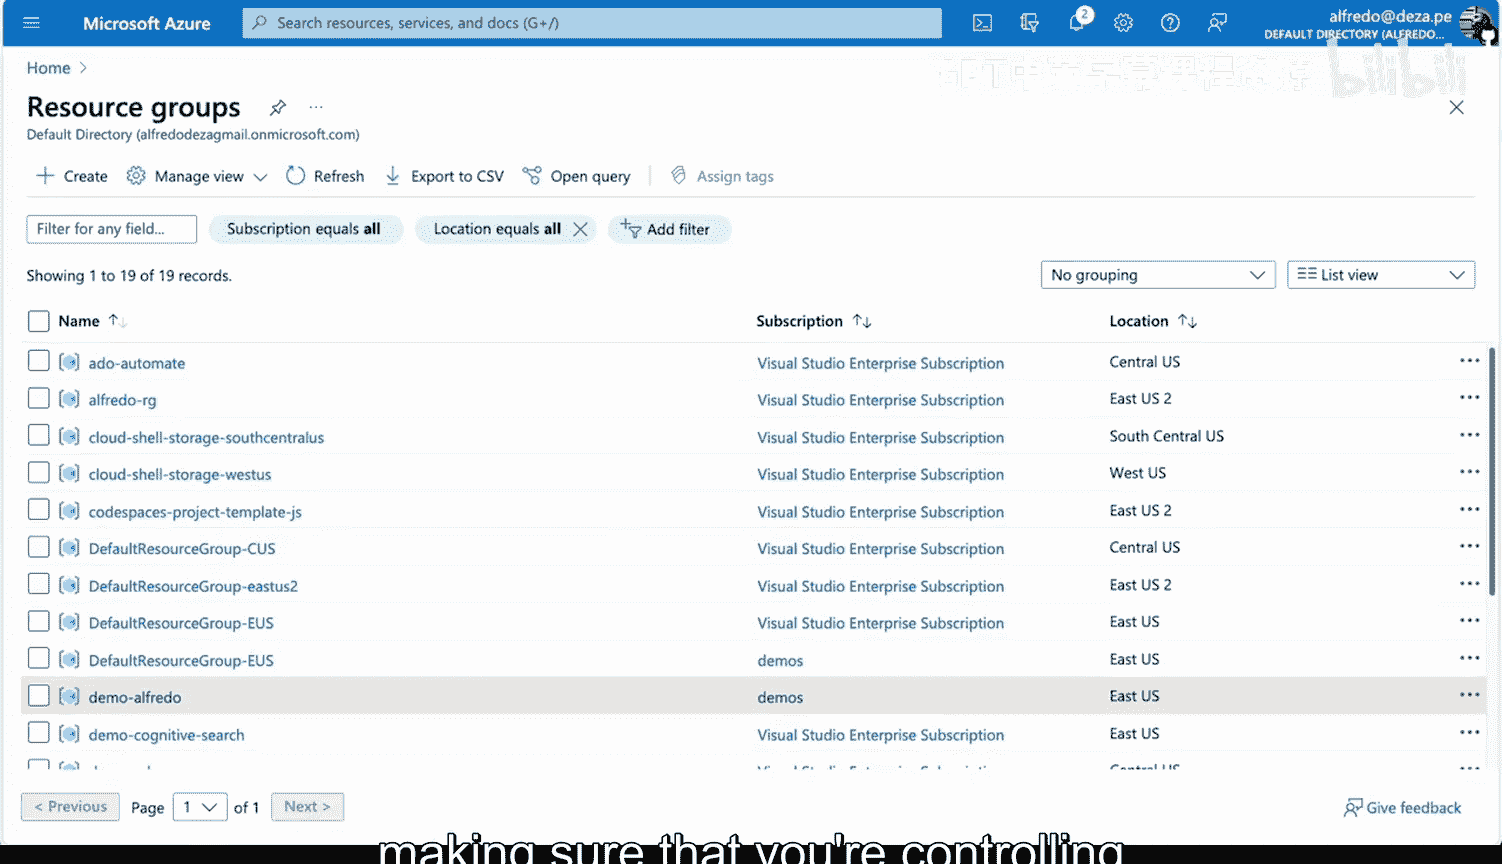 Microsoft Azure
Search resources, services, and docs (G+/)
2
alfredo@deza.pe
DEFAULT DIRECTORY (ALFREDO...
Home
bilibili
Resource groups
Default Directory (alfredodezagmail.onmicrosoft.com)
Create Manage view Refresh Export to CSV Open query Assign tags
Filter for any field... Subscription equals all Location equals all Add filter
Showing 1 to 19 of 19 records.
No grouping List view
Name Subscription Location
ado-automate Visual Studio Enterprise Subscription Central US
alfredo-rg Visual Studio Enterprise Subscription East US 2
cloud-shell-storage-southcentralus Visual Studio Enterprise Subscription South Central US
cloud-shell-storage-westus Visual Studio Enterprise Subscription West US
codespaces-project-template-js Visual Studio Enterprise Subscription East US 2
DefaultResourceGroup-CUS Visual Studio Enterprise Subscription Central US
DefaultResourceGroup-eastus2 Visual Studio Enterprise Subscription East US 2
DefaultResourceGroup-EUS Visual Studio Enterprise Subscription East US
DefaultResourceGroup-EUS demos East US
demo-alfredo demos East US
demo-cognitive-search Visual Studio Enterprise Subscription East US
< Previous Page 1 of 1 Next >
Give feedback
making sure that you're controlling